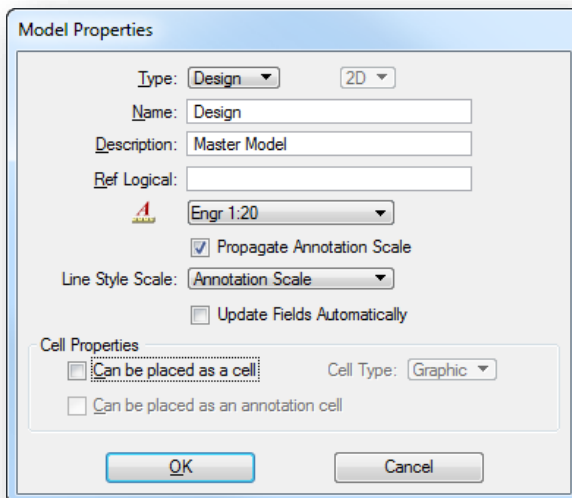 Model Properties
Type: Design 2D
Name: Design
Description: Master Model
Ref Logical:
A Engr 1:20
Propagate Annotation Scale
Line Style Scale: Annotation Scale
Update Fields Automatically
Cell Properties
Can be placed as a cell Cell Type: Graphic
Can be placed as an annotation cell
OK Cancel